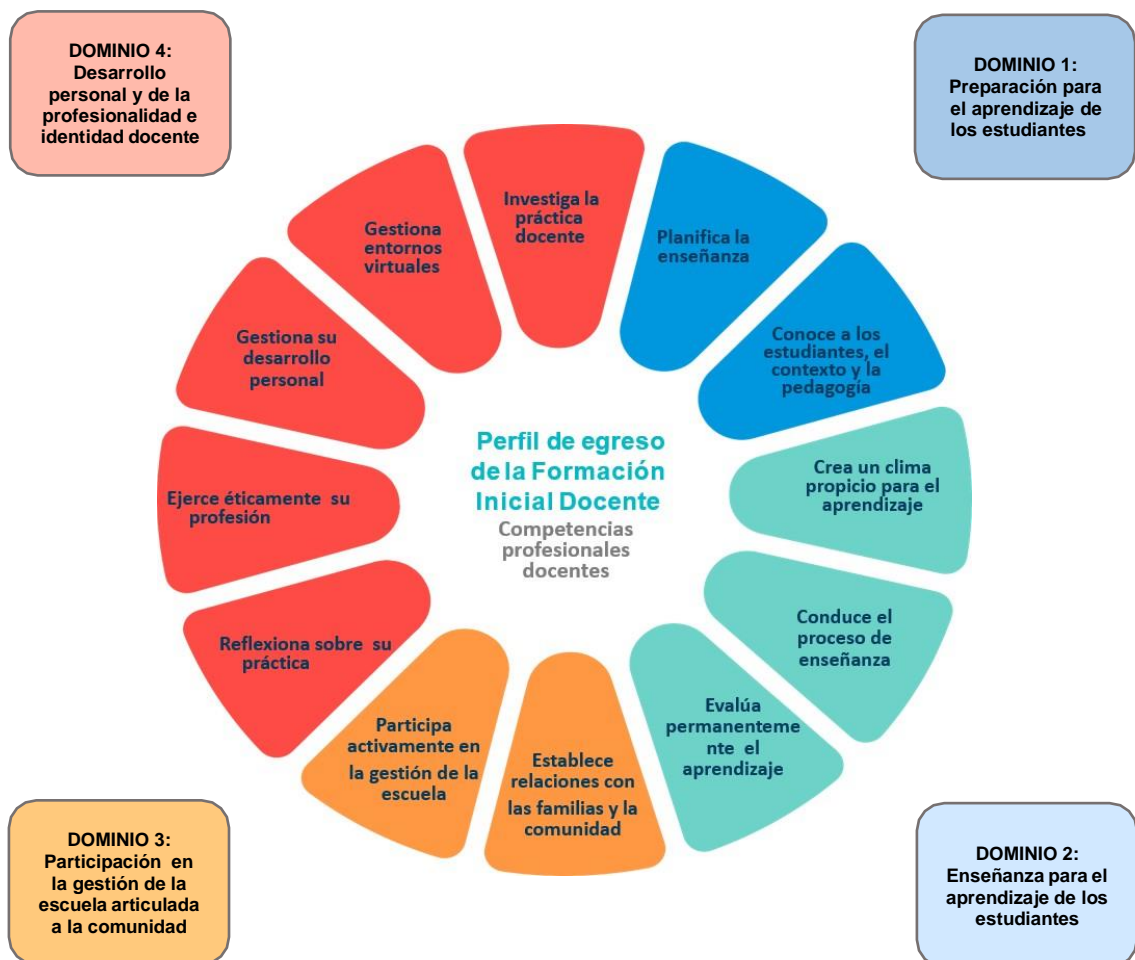 DOMINIO 4:
Desarrollo
personal y de la
profesionalidad e
identidad docente
DOMINIO 1:
Preparación para
el aprendizaje de
los estudiantes
Investiga la
práctica
docente
Planifica la
enseñanza
Conoce a los
estudiantes, el
contexto y la
pedagogía
Crea un clima
propicio para el
aprendizaje
Conduce el
proceso de
enseñanza
Evalúa
permanenteme
nte el
aprendizaje
Establece
relaciones con
las familias y la
comunidad
Participa
activamente en
la gestión de la
escuela
Reflexiona sobre su
práctica
Ejerce éticamente su
profesión
Gestiona su
desarrollo
personal
Gestiona
entornos
virtuales
Perfil de egreso
de la Formación
Inicial Docente
Competencias
profesionales
docentes
DOMINIO 3:
Participación en
la gestión de la
escuela articulada
a la comunidad
DOMINIO 2:
Enseñanza para el
aprendizaje de los
estudiantes